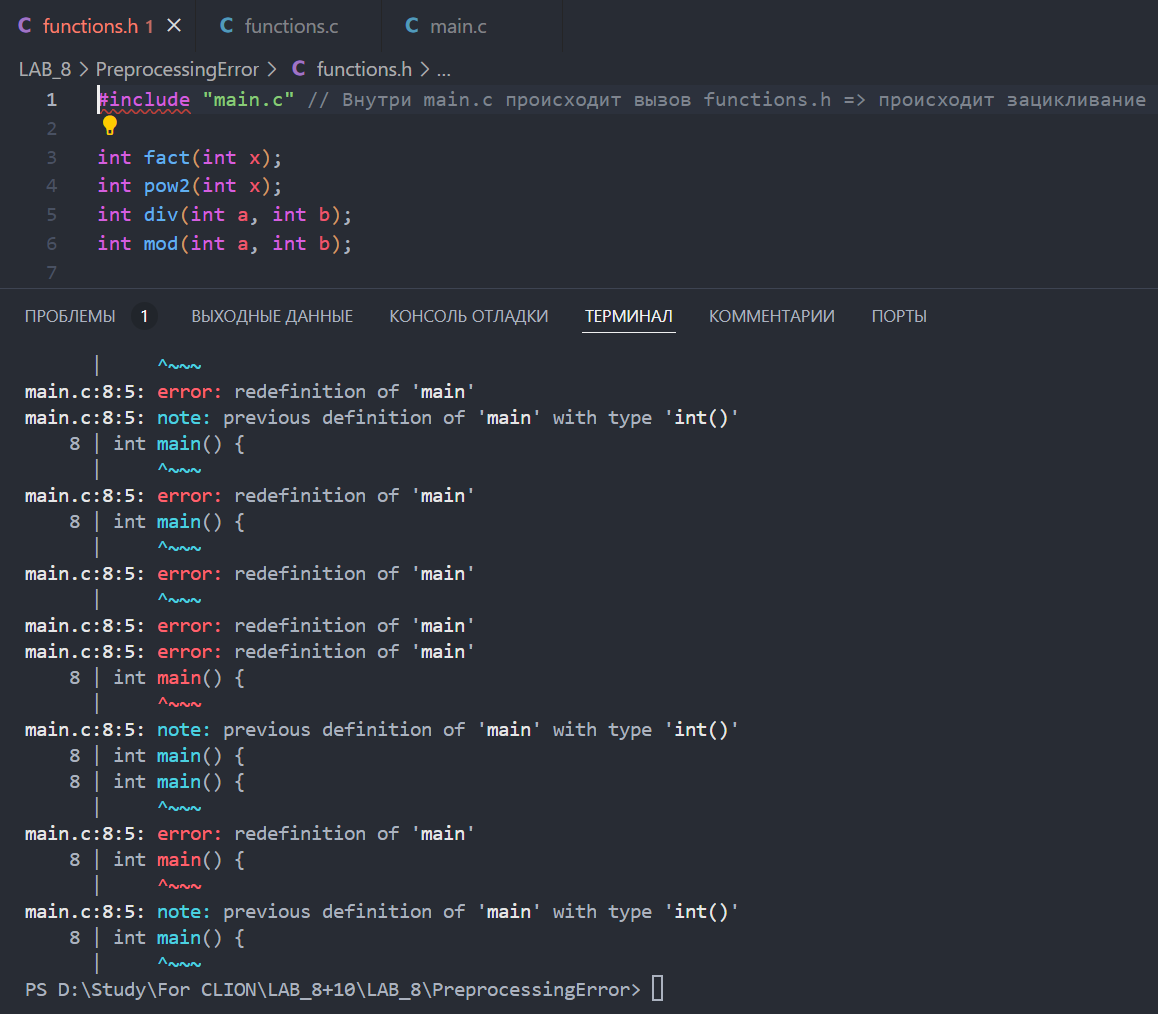 C functions.h 1 × C functions.c C main.c
LAB_8 > PreprocessingError > C functions.h > ...
1 #include "main.c" // Внутри main.c происходит вызов functions.h => происходит зацикливание
2
3 int fact(int x);
4 int pow2(int x);
5 int div(int a, int b);
6 int mod(int a, int b);
7
ПРОБЛЕМЫ 1 ВЫХОДНЫЕ ДАННЫЕ КОНСОЛЬ ОТЛАДКИ ТЕРМИНАЛ КОММЕНТАРИИ ПОРТЫ
| ^~~~
main.c:8:5: error: redefinition of 'main'
main.c:8:5: note: previous definition of 'main' with type 'int()'
8 | int main() {
| ^~~~
main.c:8:5: error: redefinition of 'main'
8 | int main() {
| ^~~~
main.c:8:5: error: redefinition of 'main'
| ^~~~
main.c:8:5: error: redefinition of 'main'
main.c:8:5: error: redefinition of 'main'
8 | int main() {
| ^~~~
main.c:8:5: note: previous definition of 'main' with type 'int()'
8 | int main() {
8 | int main() {
| ^~~~
main.c:8:5: error: redefinition of 'main'
8 | int main() {
| ^~~~
main.c:8:5: note: previous definition of 'main' with type 'int()'
8 | int main() {
| ^~~~
PS D:\Study\For CLION\LAB_8+10\LAB_8\PreprocessingError>